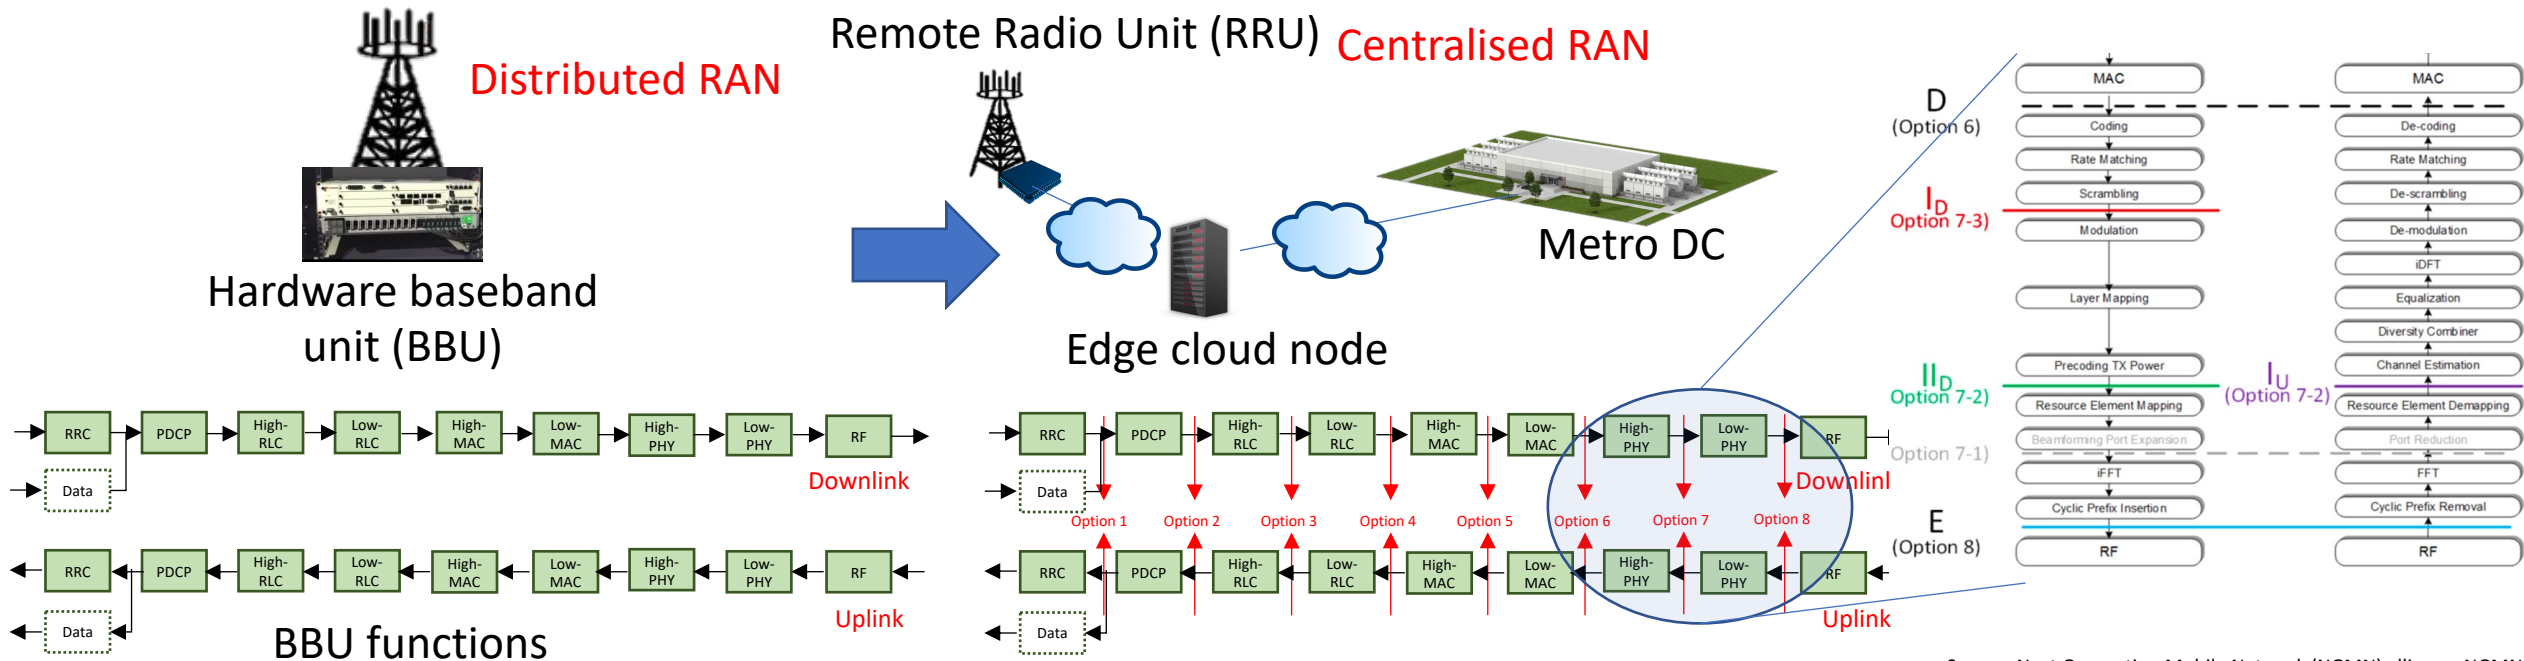 Distributed RAN
Hardware baseband
unit (BBU)
RRC
PDCP
High-
RLC
Low-
RLC
High-
MAC
Low-
MAC
High-
PHY
Low-
PHY
RF
Data
Downlink
RRC
PDCP
High-
RLC
Low-
RLC
High-
MAC
Low-
MAC
High-
PHY
Low-
PHY
RF
Data
Uplink
BBU functions
Remote Radio Unit (RRU)
Centralised RAN
Metro DC
Edge cloud node
RRC
PDCP
High-
RLC
Low-
RLC
High-
MAC
Low-
MAC
High-
PHY
Low-
PHY
RF
Data
Downlinl
Option 1
Option 2
Option 3
Option 4
Option 5
Option 6
Option 7
Option 8
RRC
PDCP
High-
RLC
Low-
RLC
High-
MAC
Low-
MAC
High-
PHY
Low-
PHY
RF
Data
Uplink
D
(Option 6)
I D
Option 7-3)
II D
Option 7-2)
Option 7-1)
E
(Option 8)
MAC
Coding
Rate Matching
Scrambling
Modulation
Layer Mapping
Precoding TX Power
Resource Element Mapping
Beamforming Port Expansion
iFFT
Cyclic Prefix Insertion
RF
I U
(Option 7-2)
MAC
De-coding
Rate Matching
De-scrambling
De-modulation
iDFT
Equalization
Diversity Combiner
Channel Estimation
Resource Element Demapping
Port Reduction
FFT
Cyclic Prefix Removal
RF